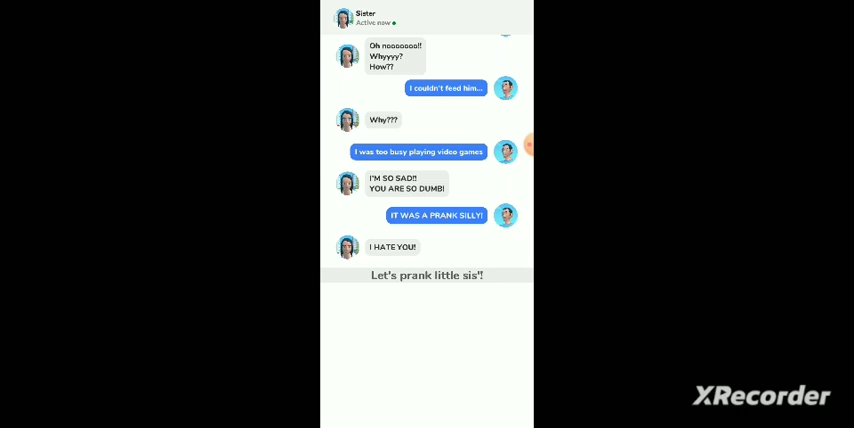 Sister
Active now
Oh nooooooo!!
Whyyyy?
How??
I couldn't feed him...
Why???
I was too busy playing video games
I'M SO SAD!!
YOU ARE SO DUMB!
IT WAS A PRANK SILLY!
I HATE YOU!
Let's prank little sis'!
XRecorder